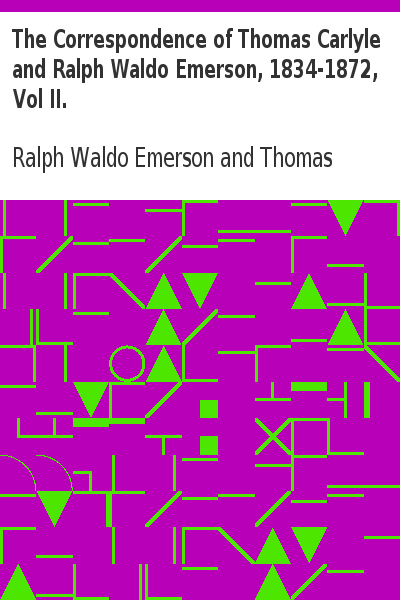 The Correspondence of Thomas Carlyle
and Ralph Waldo Emerson, 1834-1872,
Vol II.
Ralph Waldo Emerson and Thomas